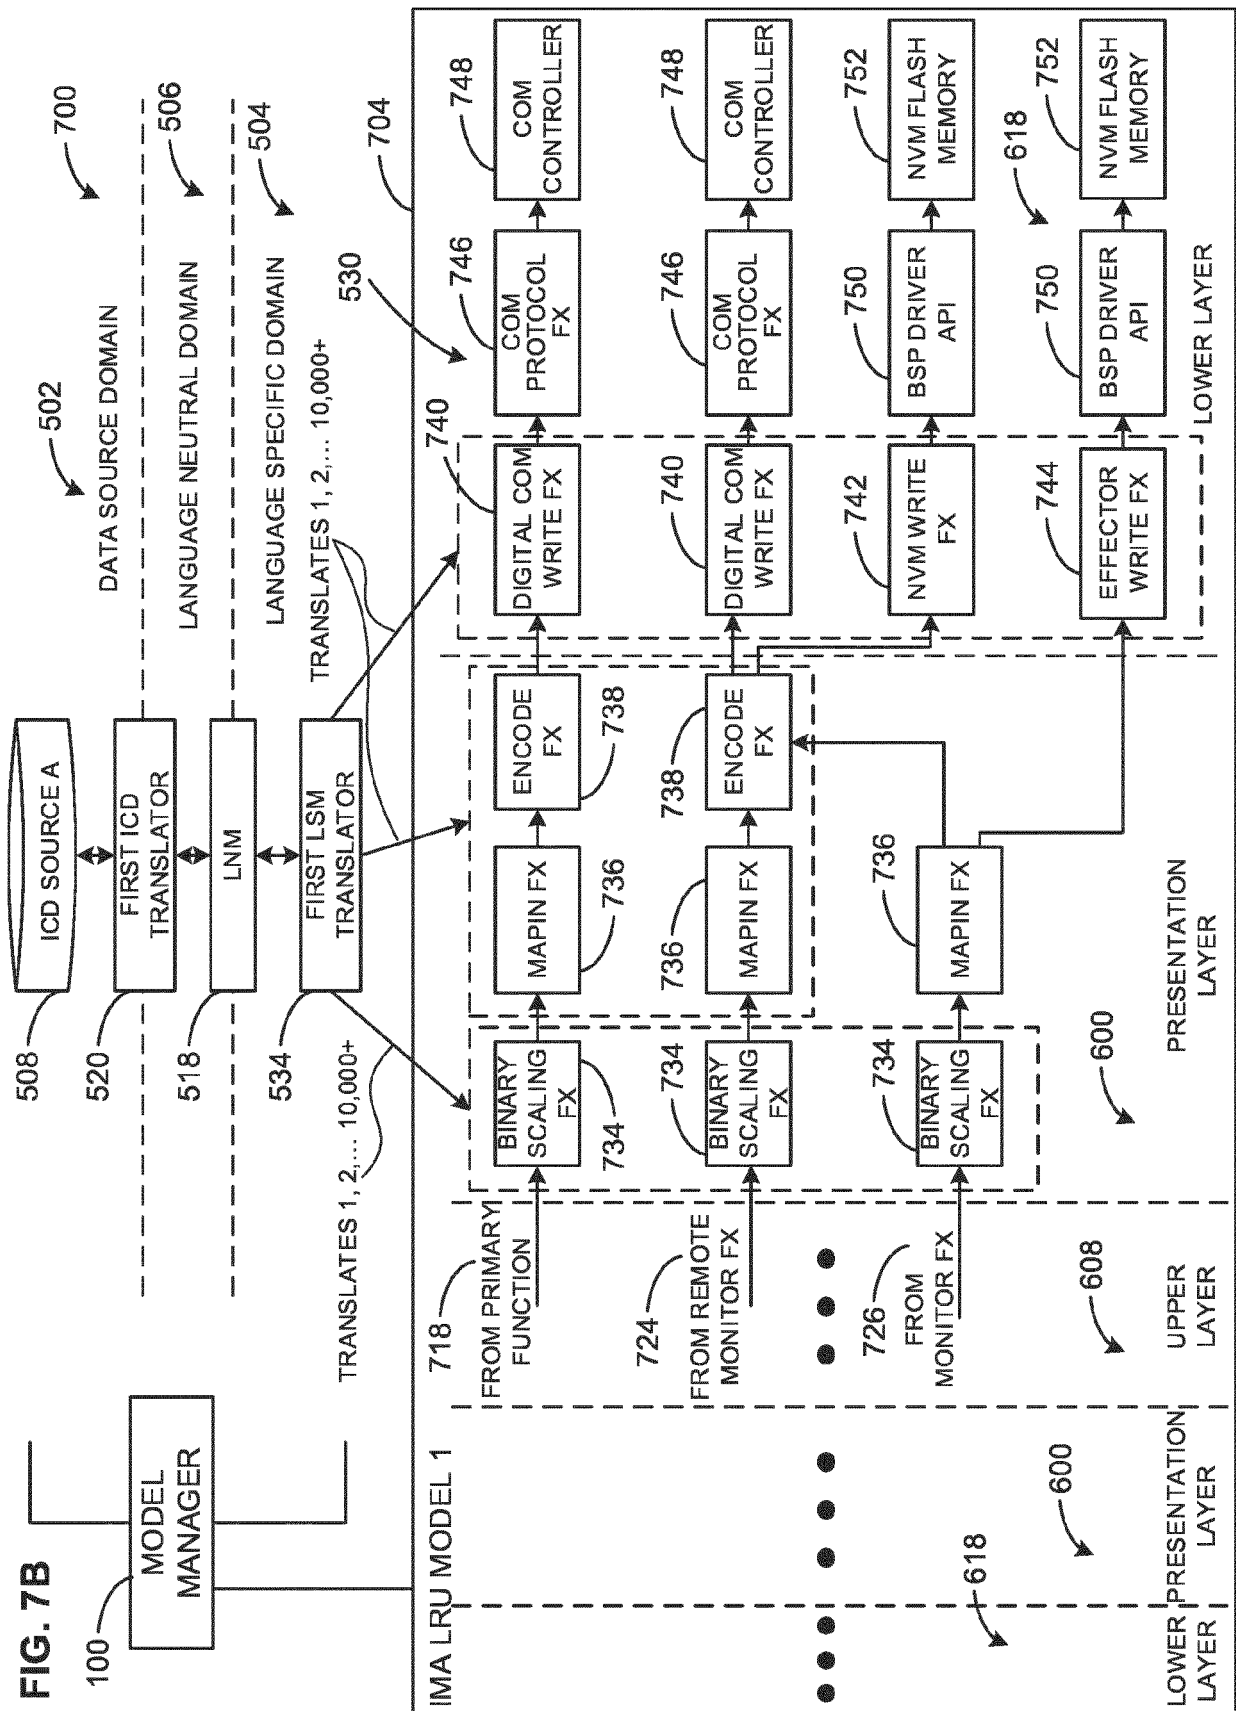 FIG. 7B
100
MODEL
MANAGER
508
ICD SOURCE A
520
FIRST ICD
TRANSLATOR
518
LNM
534
FIRST LSM
TRANSLATOR
502
DATA SOURCE DOMAIN
LANGUAGE NEUTRAL DOMAIN
LANGUAGE SPECIFIC DOMAIN
700
506
504
TRANSLATES 1, 2,... 10,000+
TRANSLATES 1, 2,... 10,000+
704
IMA LRU MODEL 1
718
FROM PRIMARY
FUNCTION
BINARY
SCALING
FX
734
MAPIN FX
736
ENCODE
FX
738
740
DIGITAL COM
WRITE FX
530
746
COM
PROTOCOL
FX
748
COM
CONTROLLER
724
FROM REMOTE
MONITOR FX
734
BINARY
SCALING
FX
736
MAPIN FX
738
ENCODE
FX
740
DIGITAL COM
WRITE FX
746
COM
PROTOCOL
FX
748
COM
CONTROLLER
742
NVM WRITE
FX
750
BSP DRIVER
API
752
NVM FLASH
MEMORY
726
FROM
MONITOR FX
734
BINARY
SCALING
FX
736
MAPIN FX
744
EFFECTOR
WRITE FX
750
BSP DRIVER
API
618
752
NVM FLASH
MEMORY
618
600
608
600
LOWER
LAYER
PRESENTATION
LAYER
UPPER
LAYER
PRESENTATION
LAYER
LOWER LAYER